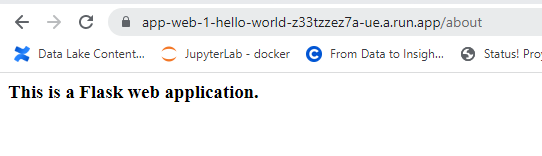 app-web-1-hello-world-z33tzzez7a-ue.a.run.app/about
Data Lake Content... JupyterLab - docker From Data to Insigh... Status! Proy
This is a Flask web application.